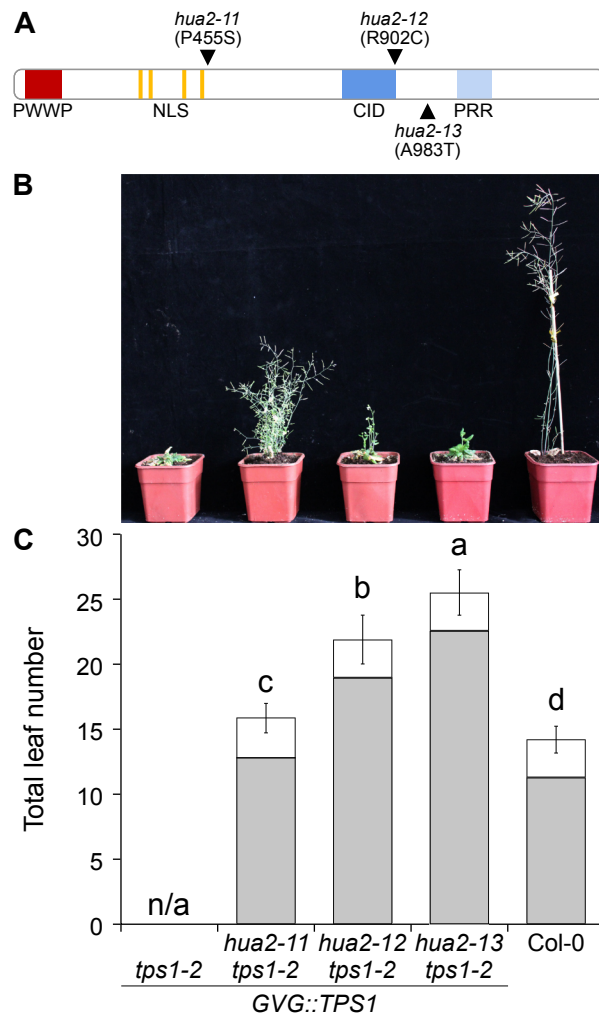 A
hua2-11
(P455S)
hua2-12
(R902C)
PWWP
NLS
CID
PRR
hua2-13
(A983T)
B
C
Total leaf number
30
25
20
15
10
5
0
n/a
c
b
a
d
tps1-2
hua2-11
tps1-2
hua2-12
tps1-2
hua2-13
tps1-2
Col-0
GVG::TPS1